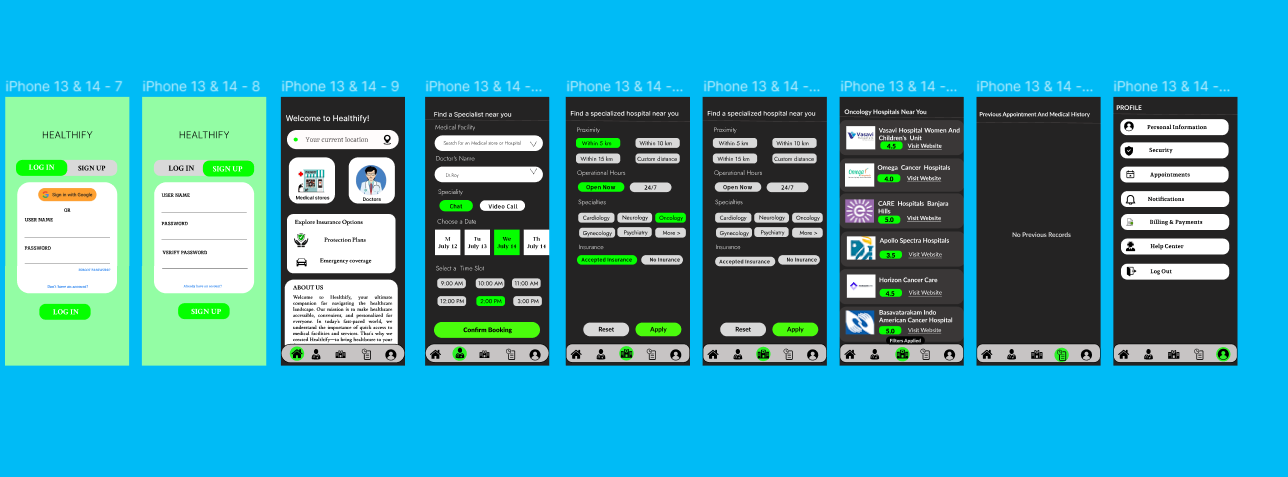 iPhone 13 & 14 - 7
HEALTHIFY
LOG IN
SIGN UP
Sign in with Google
OR
USER NAME
PASSWORD
Don't have an account?
LOG IN
iPhone 13 & 14 - 8
HEALTHIFY
LOG IN
SIGN UP
USER NAME
PASSWORD
VERIFY PASSWORD
SIGN UP
iPhone 13 & 14 - 9
Welcome to Healthify!
Your current location
Medical stores
Doctors
Explore Insurance Options
Protection Plans
Emergency coverage
ABOUT US
Welcome to Healthify, your ultimate
companion for navigating the healthcare
landscape. Our mission is to make healthcare
accessible, convenient, and personalized for
everyone. In today's fast-paced world, we
understand the importance of quick access to
medical facilities and services. That's why we
created Healthify—to bring healthcare to your
iPhone 13 & 14 -...
Find a Specialist near you
Medical Facility
Search for an Medical store or Hospital
Doctor's Name
Dr.Roy
Speciality
Chat
Video Call
Choose a Date
M
July 12
Tu
July 13
We
July 14
Th
July 14
Select a Time Slot
9:00 AM
10:00 AM
11:00 AM
12:00 PM
2:00 PM
3:00 PM
Confirm Booking
iPhone 13 & 14 -...
Find a specialized hospital near you
Proximity
Within 5 km
Within 10 km
Within 15 km
Custom distance
Operational Hours
Open Now
24/7
Specialties
Cardiology
Neurology
Oncology
Gynecology
Psychiatry
More >
Insurance
Accepted Insurance
No Inurance
Reset
Apply
iPhone 13 & 14 -...
Find a specialized hospital near you
Proximity
Within 5 km
Within 10 km
Within 15 km
Custom distance
Operational Hours
Open Now
24/7
Specialties
Cardiology
Neurology
Oncology
Gynecology
Psychiatry
More >
Insurance
Accepted Insurance
No Inurance
Reset
Apply
iPhone 13 & 14 -...
Oncology Hospitals Near You
Vasavi
Vasavi Hospital Women And
Children's Unit
4.5
Visit Website
Omega
Omega Cancer Hospitals
4.0
Visit Website
CARE Hospitals Banjara
Hills
5.0
Visit Website
Apollo Spectra Hospitals
3.5
Visit Website
Horizon Cancer Care
4.5
Visit Website
Basavatarakam Indo
American Cancer Hospital
5.0
Visit Website
Filters Applied
iPhone 13 & 14 -...
Previous Appointment And Medical History
No Previous Records
iPhone 13 & 14 -...
PROFILE
Personal Information
Security
Appointments
Notifications
Billing & Payments
Help Center
Log Out